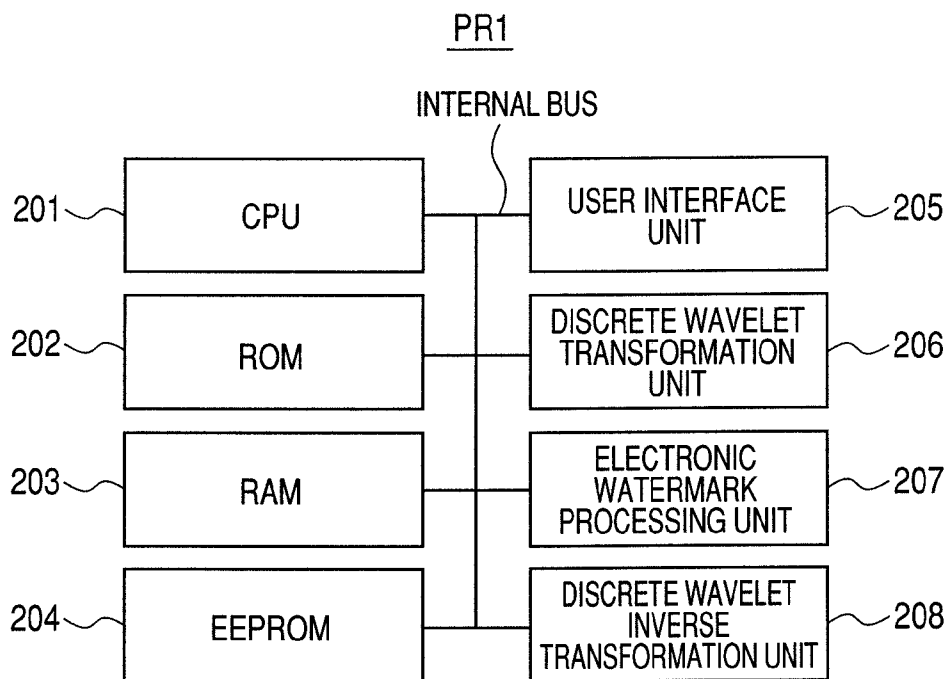 PR1
INTERNAL BUS
201
CPU
USER INTERFACE
UNIT
205
202
ROM
DISCRETE WAVELET
TRANSFORMATION
UNIT
206
203
RAM
ELECTRONIC
WATERMARK
PROCESSING UNIT
207
204
EEPROM
DISCRETE WAVELET
INVERSE
TRANSFORMATION UNIT
208